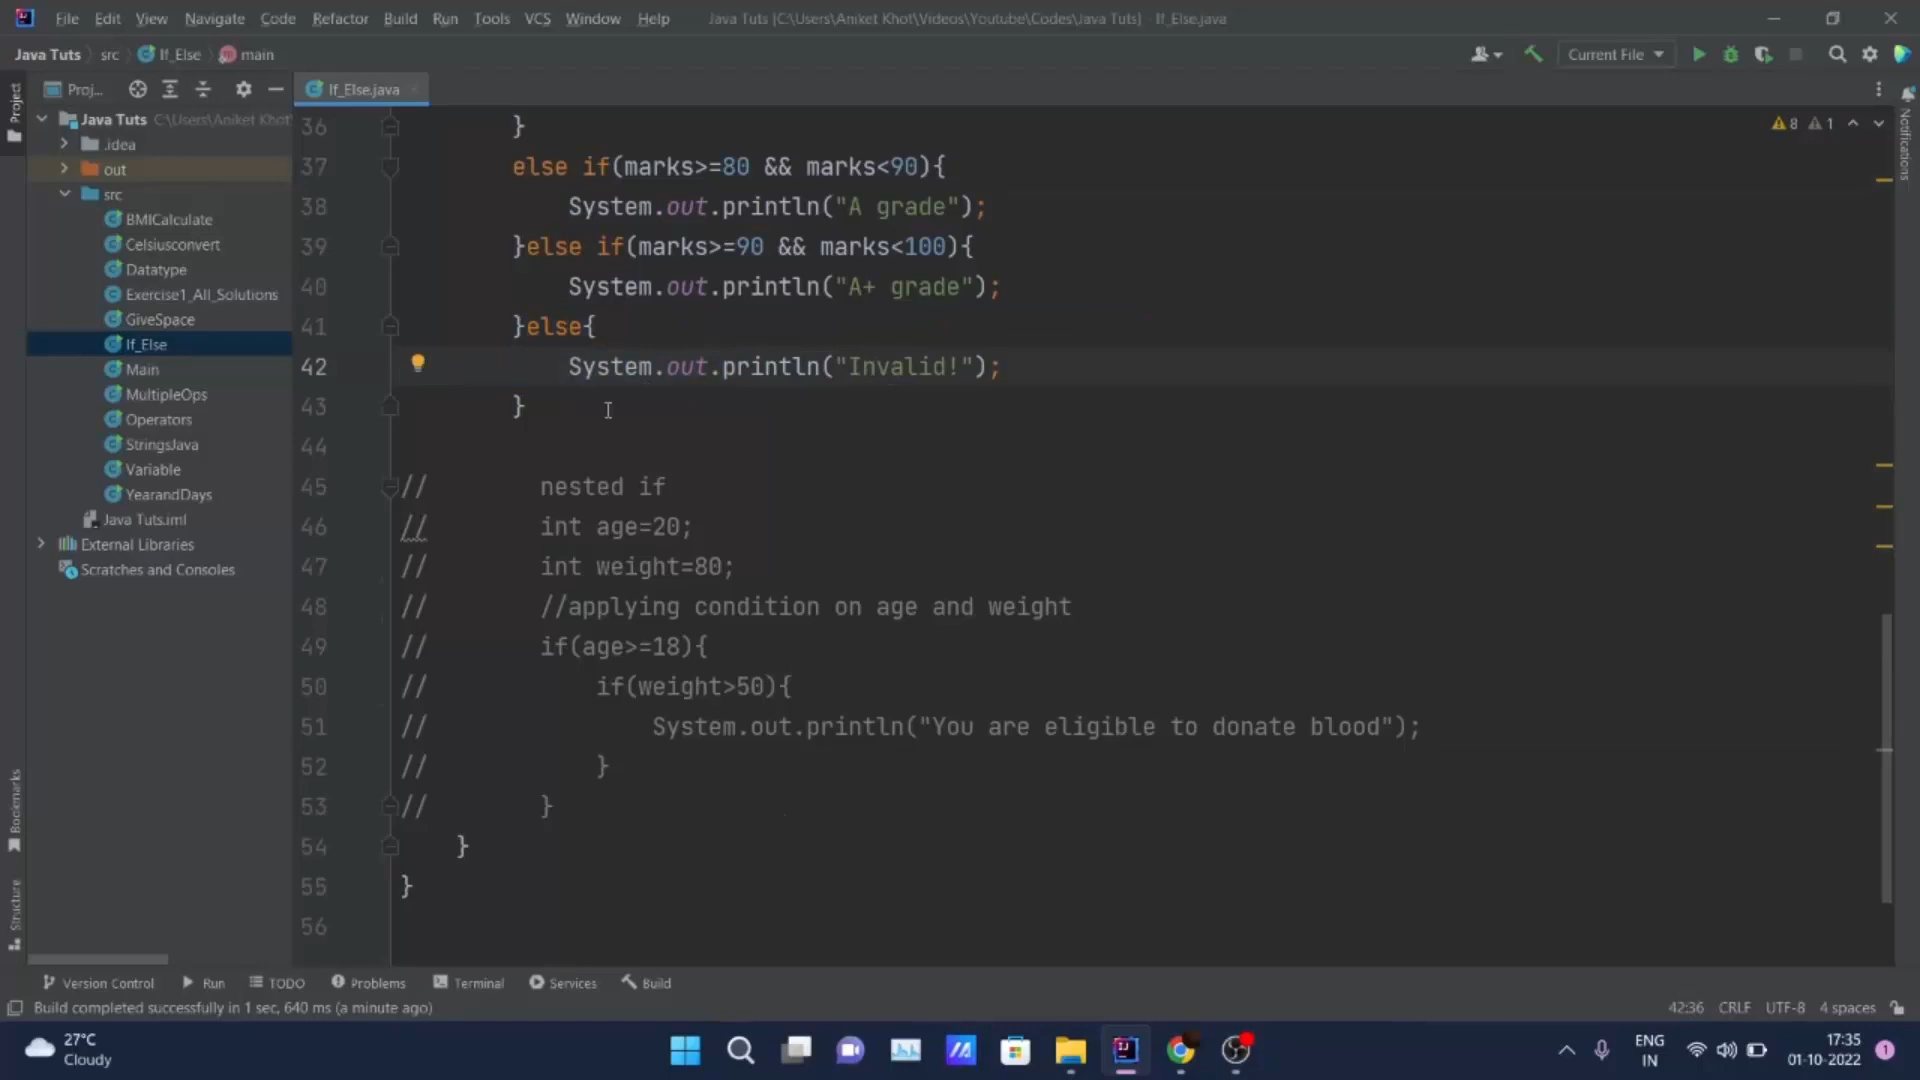 File Edit View Navigate Code Refactor Build Run Tools VCS Window Help Java Tuts [C:\Users\Aniket Khot\Videos\Youtube\Codes\Java Tuts] - If_Else.java
Java Tuts src If_Else main Current File
Project
Proj...
If_Else.java
Notifications
Java Tuts C:\Users\Aniket Khot\
.idea
out
src
BMICalculate
Celsiusconvert
Datatype
Exercise1_All_Solutions
GiveSpace
If_Else
Main
MultipleOps
Operators
StringsJava
Variable
YearandDays
Java Tuts.iml
External Libraries
Scratches and Consoles
8 1
36 }
37 else if(marks>=80 && marks<90){
38 System.out.println("A grade");
39 }else if(marks>=90 && marks<100){
40 System.out.println("A+ grade");
41 }else{
42 System.out.println("Invalid!");
43 }
44
45 // nested if
46 // int age=20;
47 // int weight=80;
48 // //applying condition on age and weight
49 // if(age>=18){
50 // if(weight>50){
51 // System.out.println("You are eligible to donate blood");
52 // }
53 // }
54 }
55 }
56
Bookmarks
Structure
Version Control Run TODO Problems Terminal Services Build
Build completed successfully in 1 sec, 640 ms (a minute ago) 42:36 CRLF UTF-8 4 spaces
27°C
Cloudy
ENG
IN
17:35
01-10-2022
1